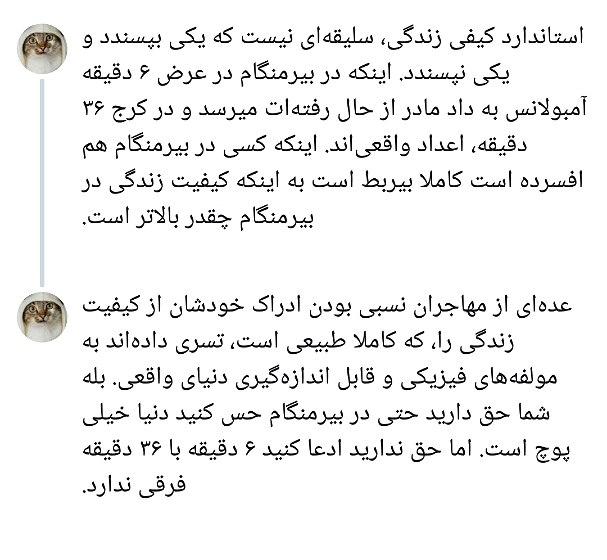 استاندارد کیفی زندگی، سلیقه‌ای نیست که یکی بپسندد و
یکی نپسندد. اینکه در بیرمنگام در عرض ۶ دقیقه
آمبولانس به داد مادر از حال رفته‌ات میرسد و در کرج ۳۶
دقیقه، اعداد واقعی‌اند. اینکه کسی در بیرمنگام هم
افسرده است کاملا بیربط است به اینکه کیفیت زندگی در
بیرمنگام چقدر بالاتر است.
عده‌ای از مهاجران نسبی بودن ادراک خودشان از کیفیت
زندگی را، که کاملا طبیعی است، تسری داده‌اند به
مولفه‌های فیزیکی و قابل اندازه‌گیری دنیای واقعی. بله
شما حق دارید حتی در بیرمنگام حس کنید دنیا خیلی
پوچ است. اما حق ندارید ادعا کنید ۶ دقیقه با ۳۶ دقیقه
فرقی ندارد.